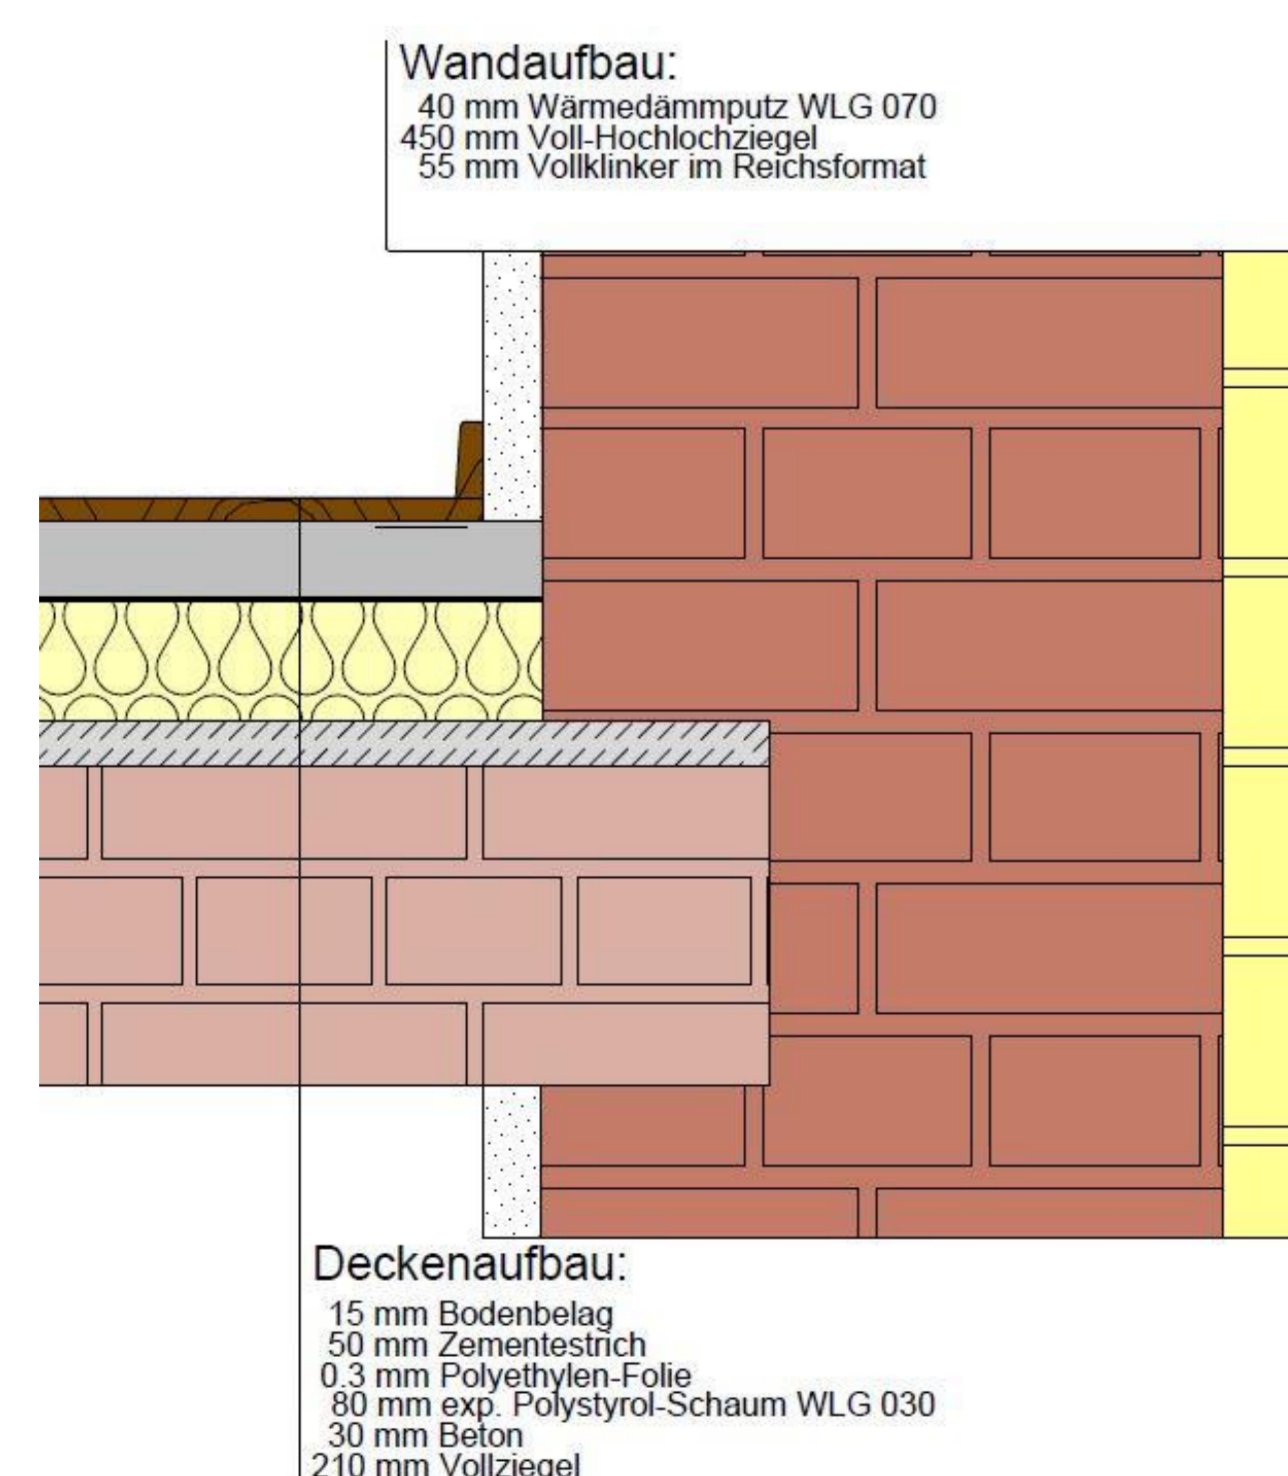 Wandaufbau:
40 mm Wärmedämmputz WLG 070
450 mm Voll-Hochlochziegel
55 mm Vollklinker im Reichsformat
Deckenaufbau:
15 mm Bodenbelag
50 mm Zementestrich
0.3 mm Polyethylen-Folie
80 mm exp. Polystyrol-Schaum WLG 030
30 mm Beton
210 mm Vollziegel